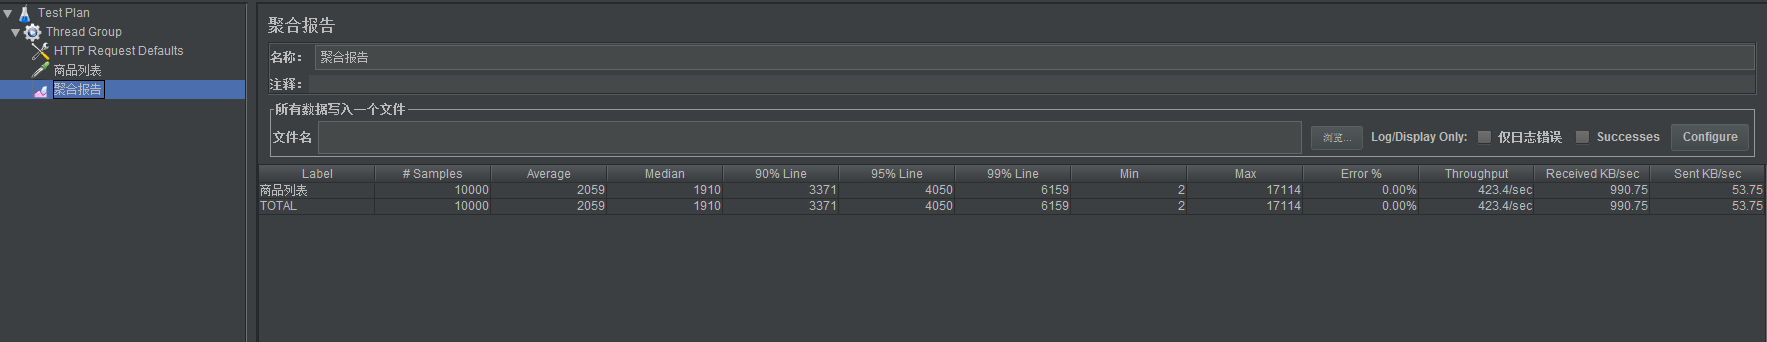 Test Plan
Thread Group
HTTP Request Defaults
商品列表
聚合报告
聚合报告
名称： 聚合报告
注释：
所有数据写入一个文件
文件名 浏览... Log/Display Only: 仅日志错误 Successes Configure
Label # Samples Average Median 90% Line 95% Line 99% Line Min Max Error % Throughput Received KB/sec Sent KB/sec
商品列表 10000 2059 1910 3371 4050 6159 2 17114 0.00% 423.4/sec 990.75 53.75
TOTAL 10000 2059 1910 3371 4050 6159 2 17114 0.00% 423.4/sec 990.75 53.75